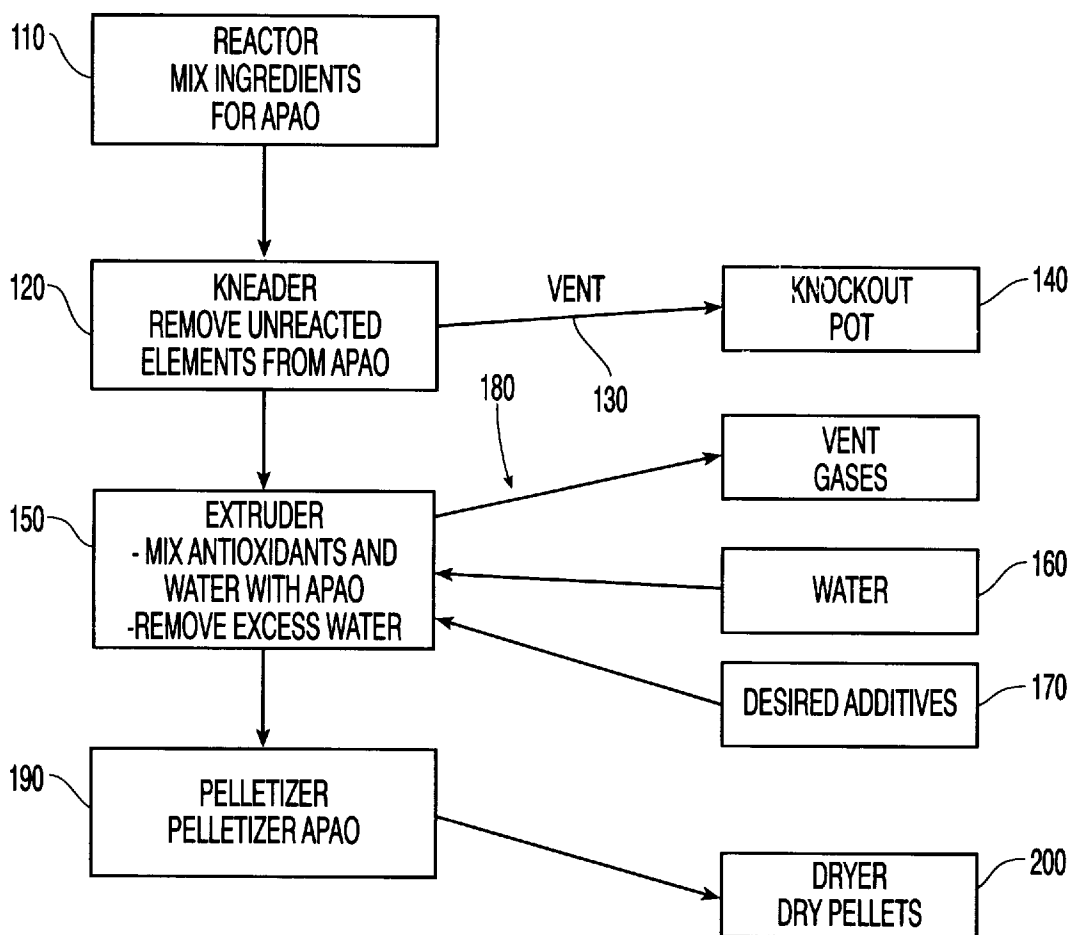 110
REACTOR
MIX INGREDIENTS
FOR APAO
120
KNEADER
REMOVE UNREACTED
ELEMENTS FROM APAO
VENT
130
KNOCKOUT
POT
140
180
VENT
GASES
150
EXTRUDER
- MIX ANTIOXIDANTS AND
WATER WITH APAO
-REMOVE EXCESS WATER
WATER
160
DESIRED ADDITIVES
170
190
PELLETIZER
PELLETIZER APAO
DRYER
DRY PELLETS
200